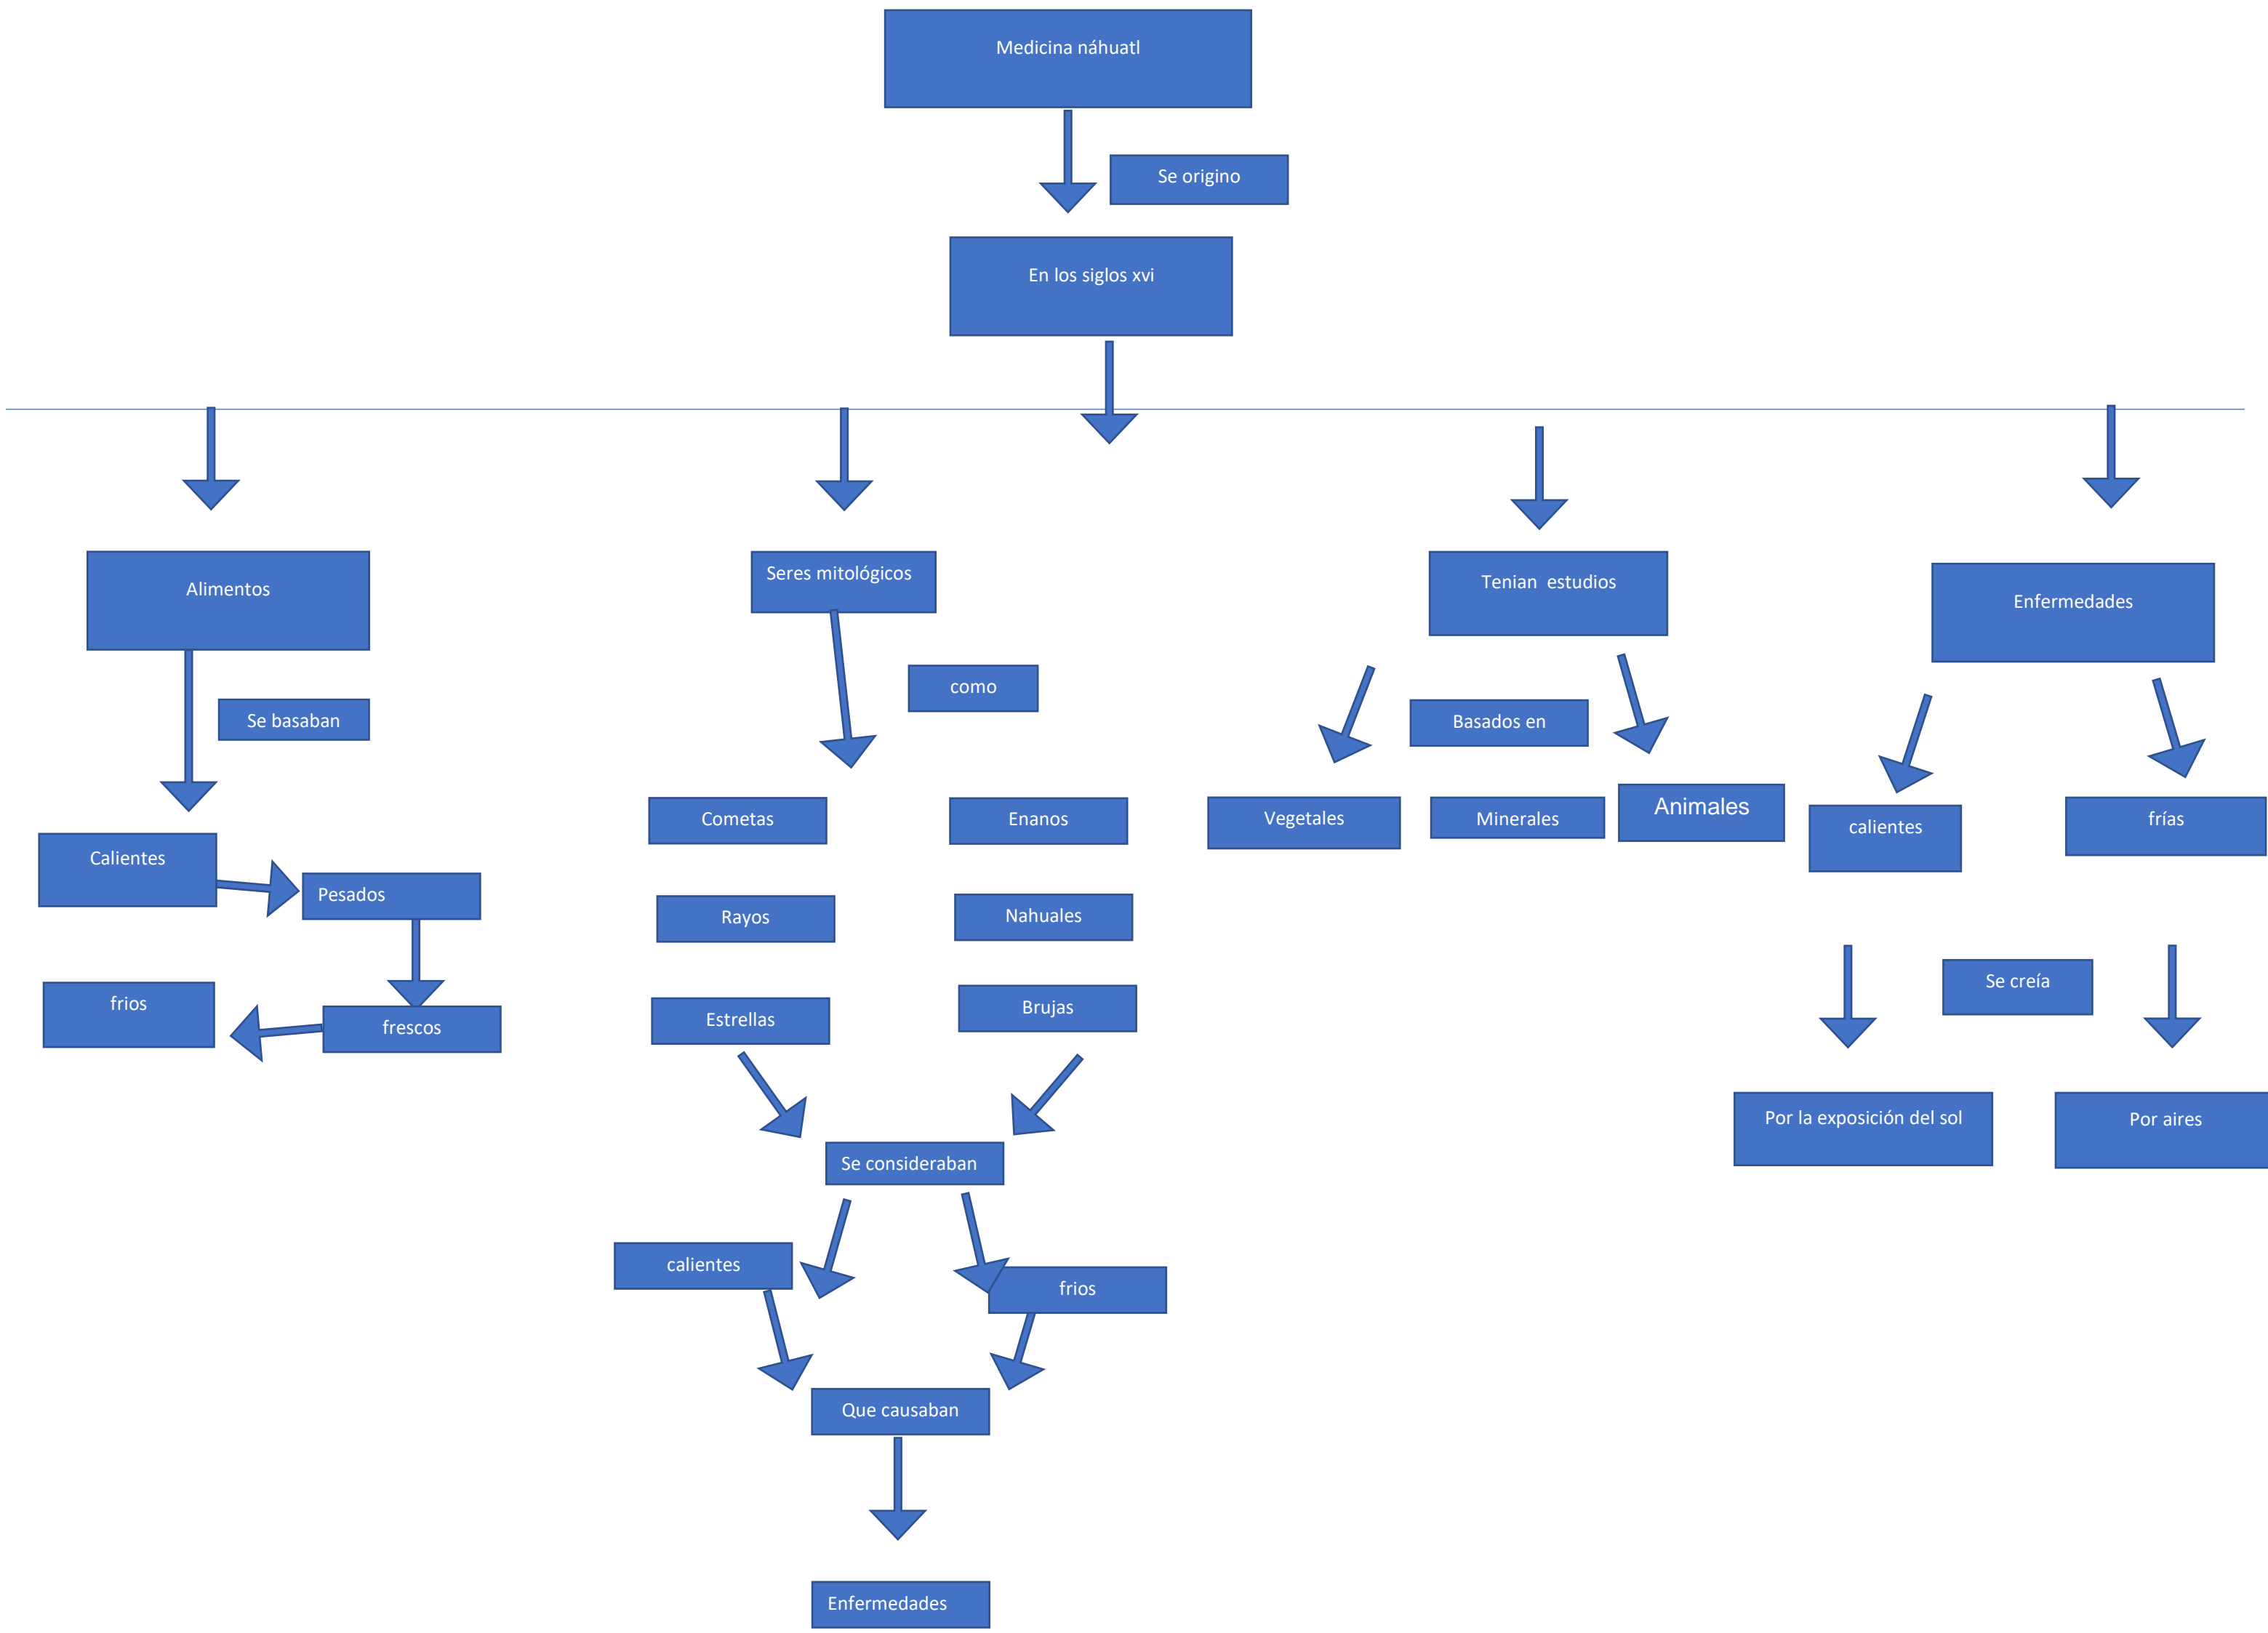 Medicina náhuatl
Se origino
En los siglos xvi
Alimentos
Seres mitológicos
Tenian  estudios
Enfermedades
como
Se basaban
Basados en
Cometas
Enanos
Vegetales
Minerales
Animales
calientes
frías
Calientes
Pesados
Rayos
Nahuales
frios
frescos
Estrellas
Brujas
Se creía
Por la exposición del sol
Por aires
Se consideraban
calientes
frios
Que causaban
Enfermedades